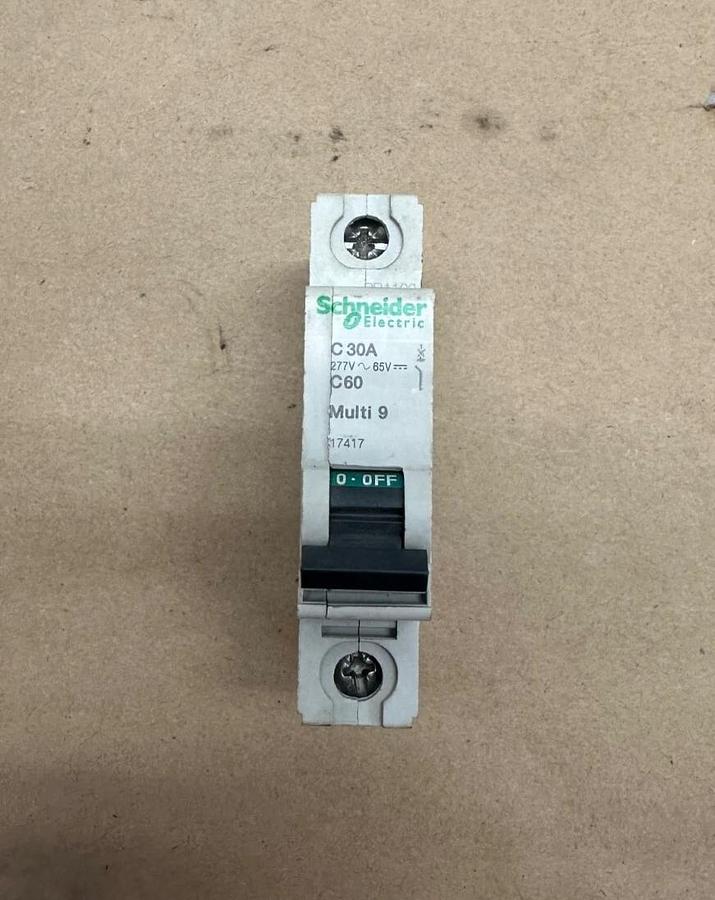 Schneider
Electric
C 30A
277V ~ 65V ⎓
C60
Multi 9
17417
O · OFF